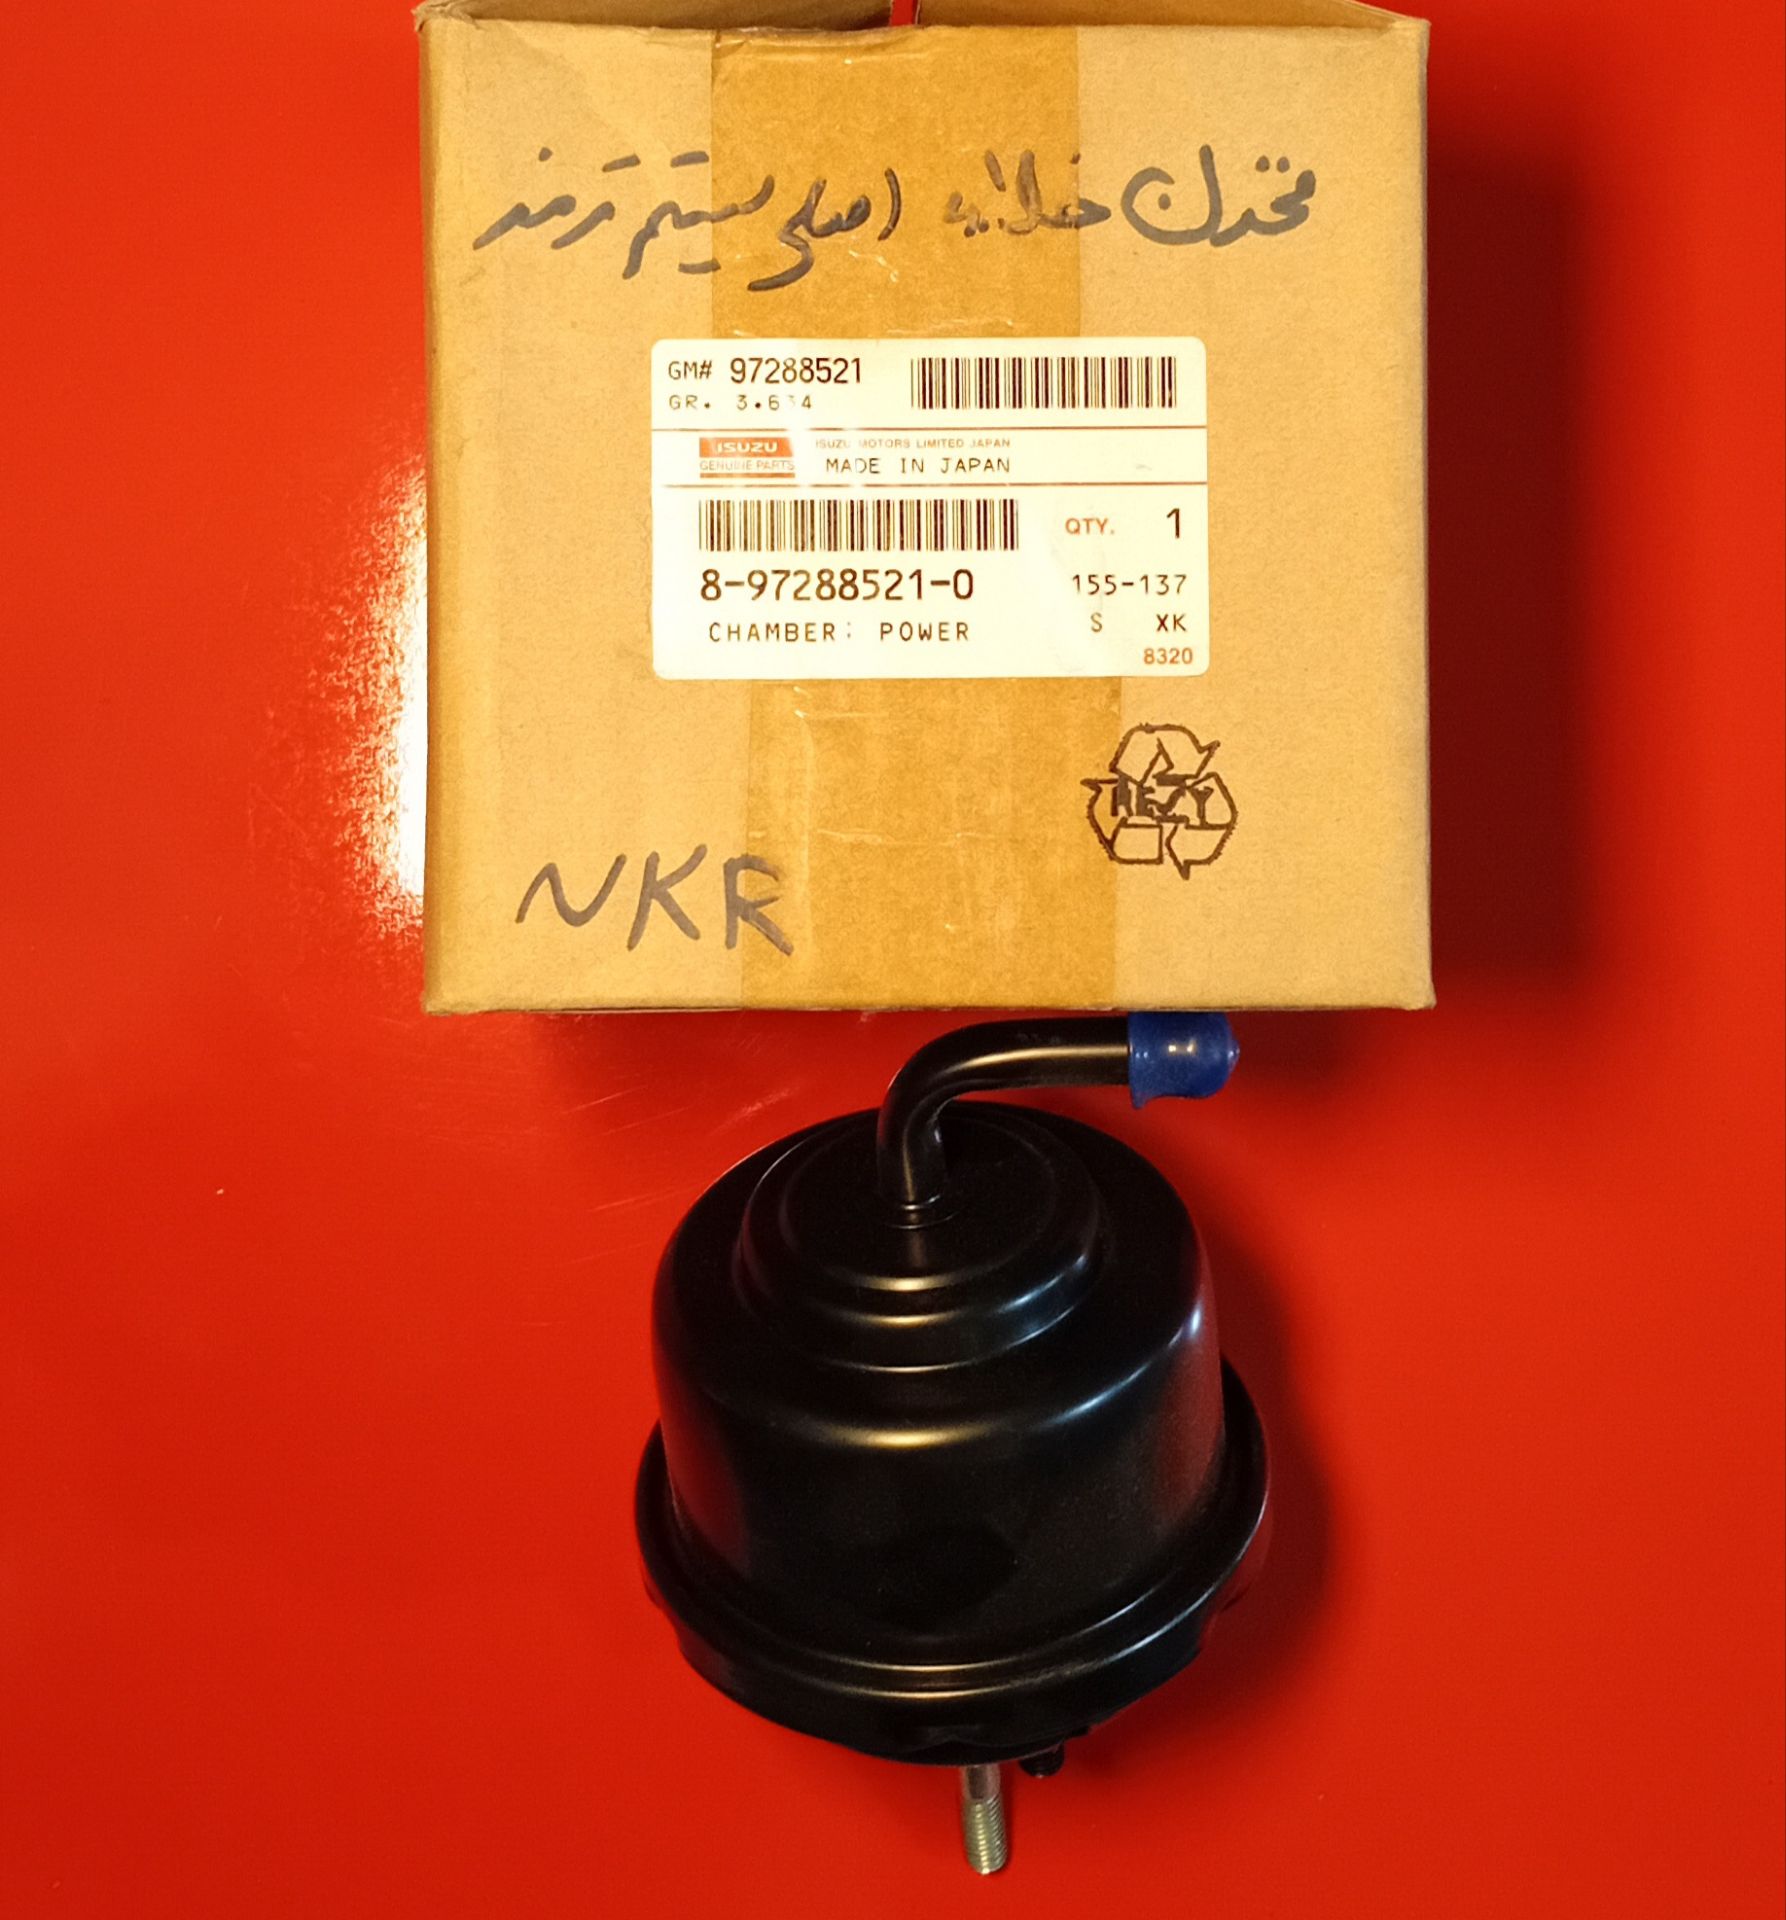 مخزن خلائه اصلی سیستم ترمز
GM# 97288521
GR. 3.634
ISUZU
GENUINE PARTS
ISUZU MOTORS LIMITED JAPAN
MADE IN JAPAN
QTY. 1
8-97288521-0 155-137
CHAMBER; POWER S XK
8320
RESY
NKR